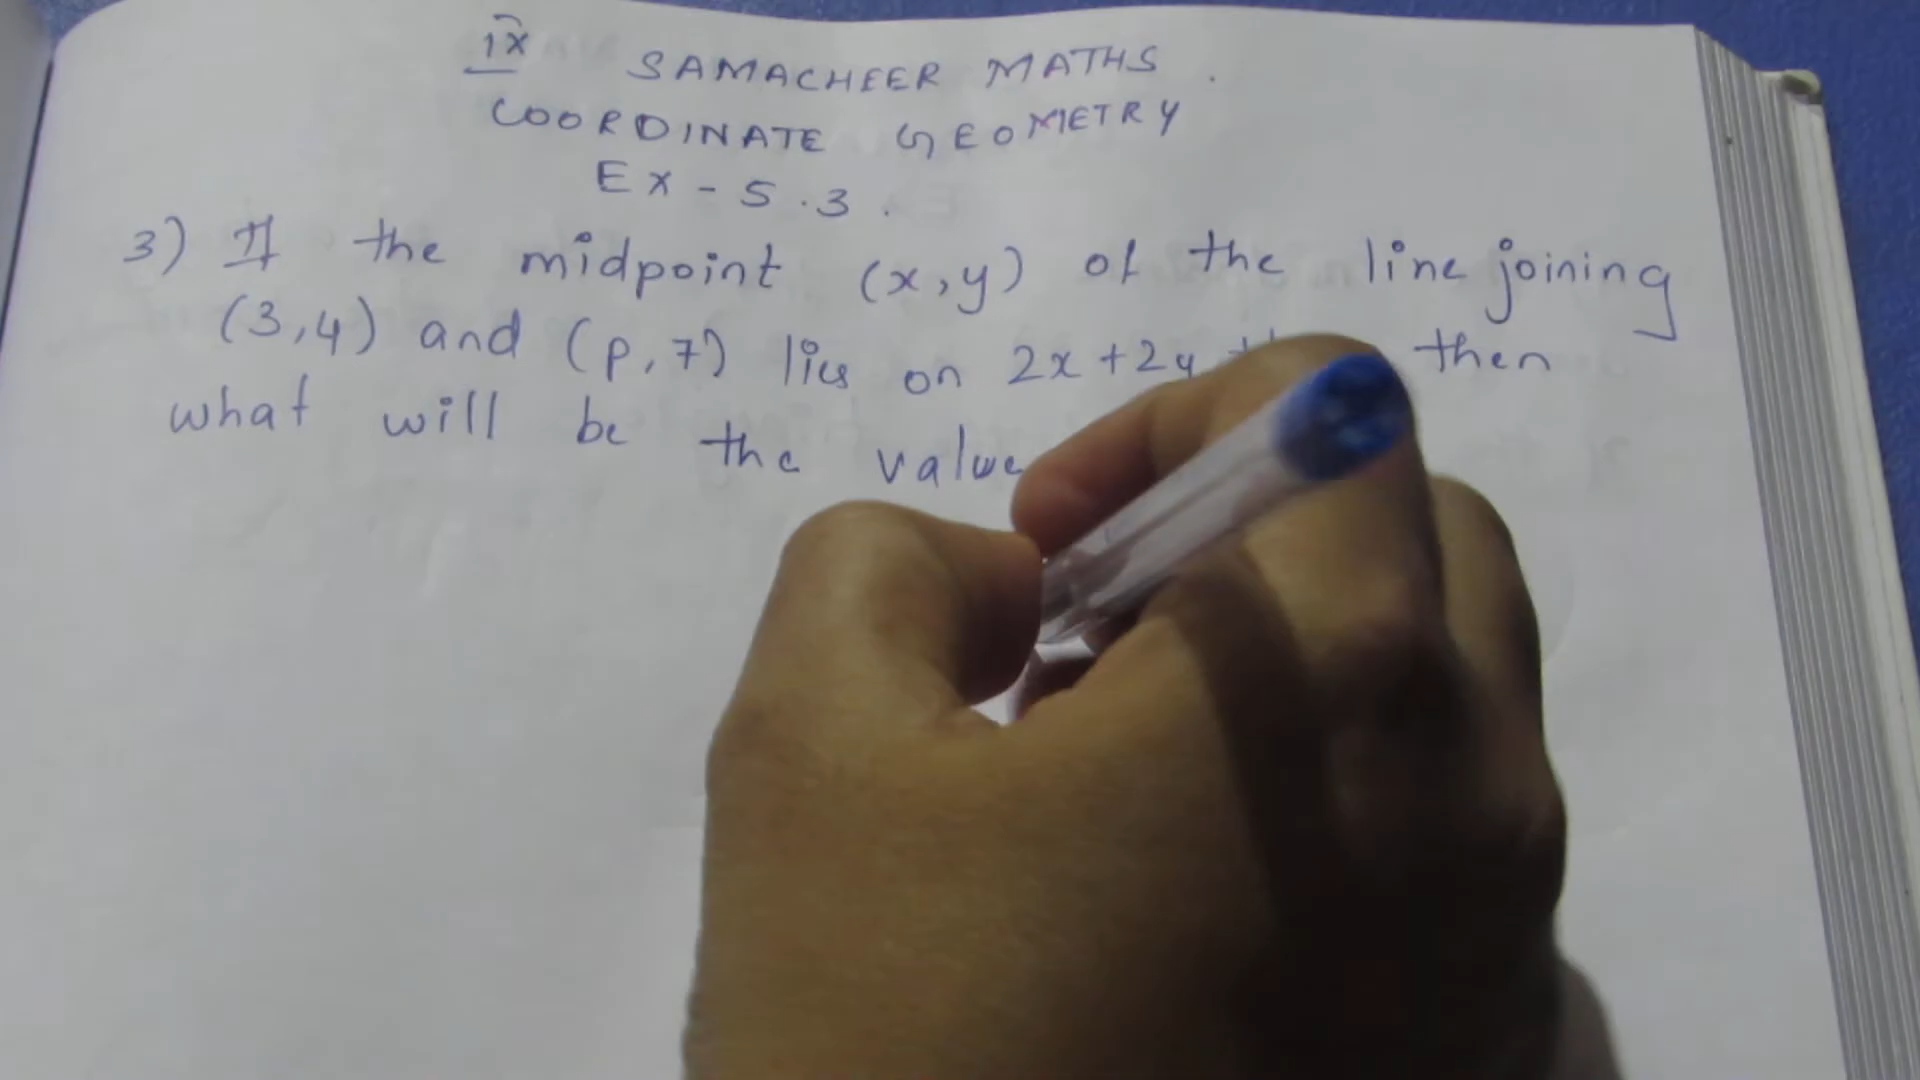 IX SAMACHEER MATHS.
COORDINATE GEOMETRY
Ex - 5.3.
3) If the midpoint (x,y) of the line joining
(3,4) and (p,7) lies on 2x+2y then
what will be the value